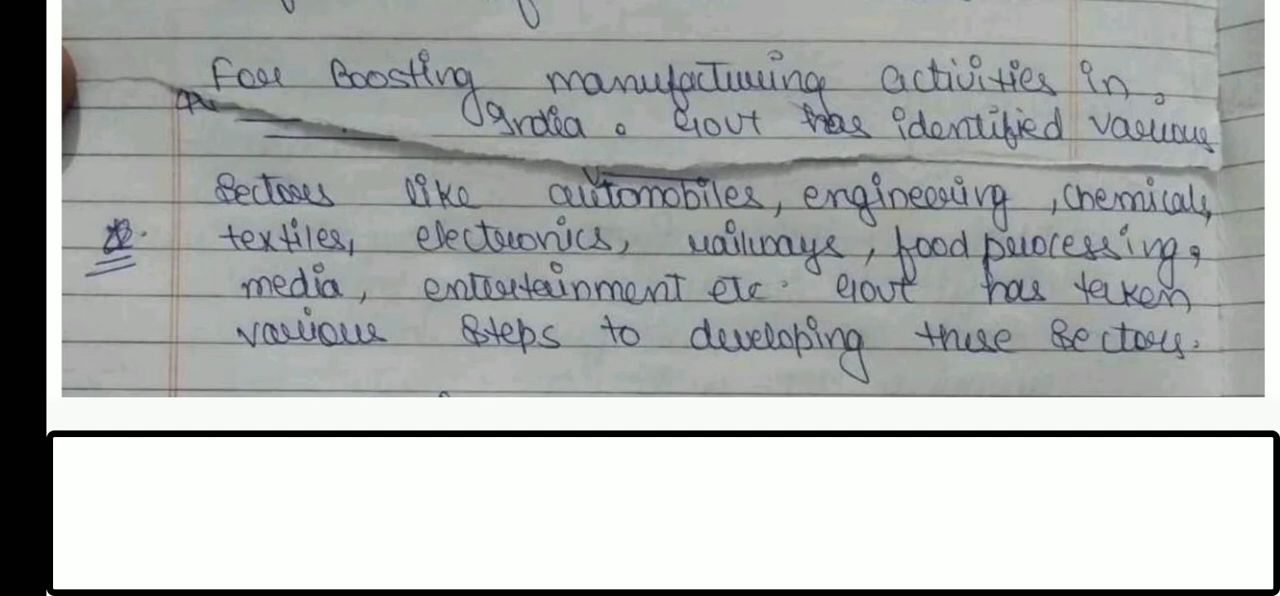 For Boosting manufacturing activities in
India. Govt has identified various
Sectors like automobiles, engineering, chemicals,
textiles, electronics, railways, food processing,
media, entertainment etc. Govt has taken
various steps to developing these sectors.